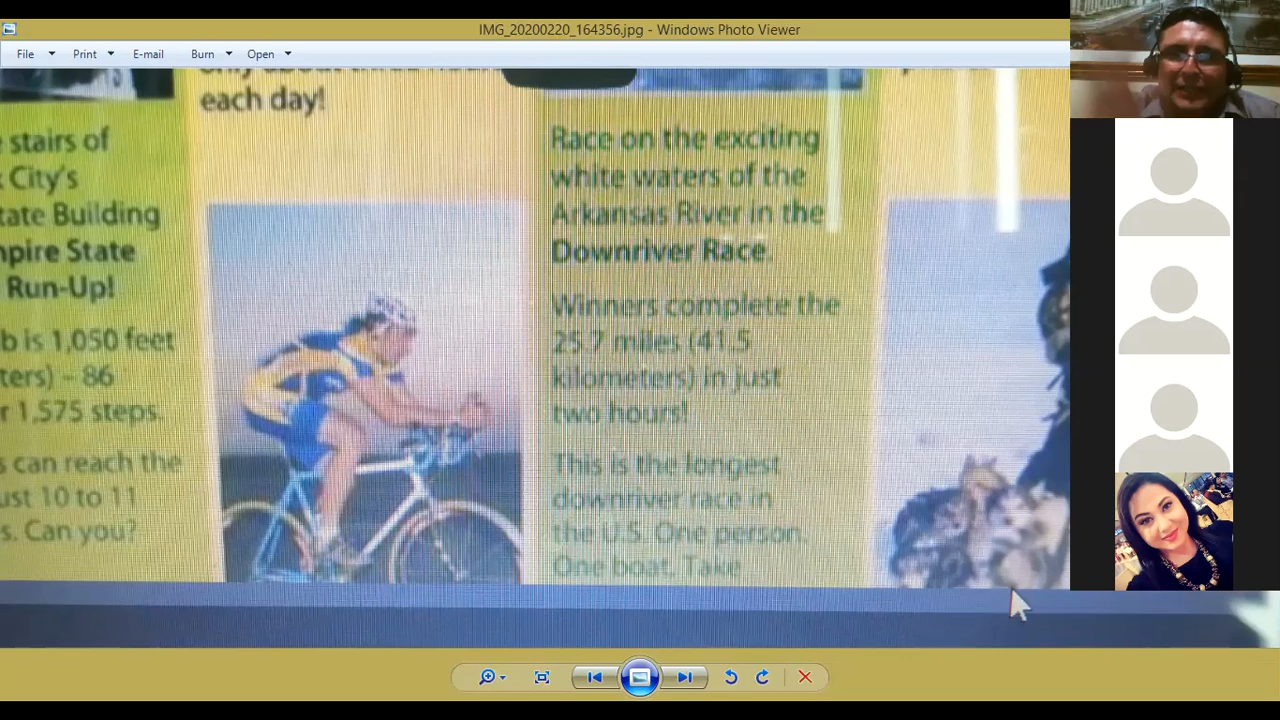 IMG_20200220_164356.jpg - Windows Photo Viewer
File Print E-mail Burn Open
each day!
stairs of
City's
tate Building
pire State
Run-Up!
b is 1,050 feet
ters) – 86
r 1,575 steps.
s can reach the
ust 10 to 11
s. Can you?
Race on the exciting
white waters of the
Arkansas River in the
Downriver Race.
Winners complete the
25.7 miles (41.5
kilometers) in just
two hours!
This is the longest
downriver race in
the U.S. One person.
One boat. Take